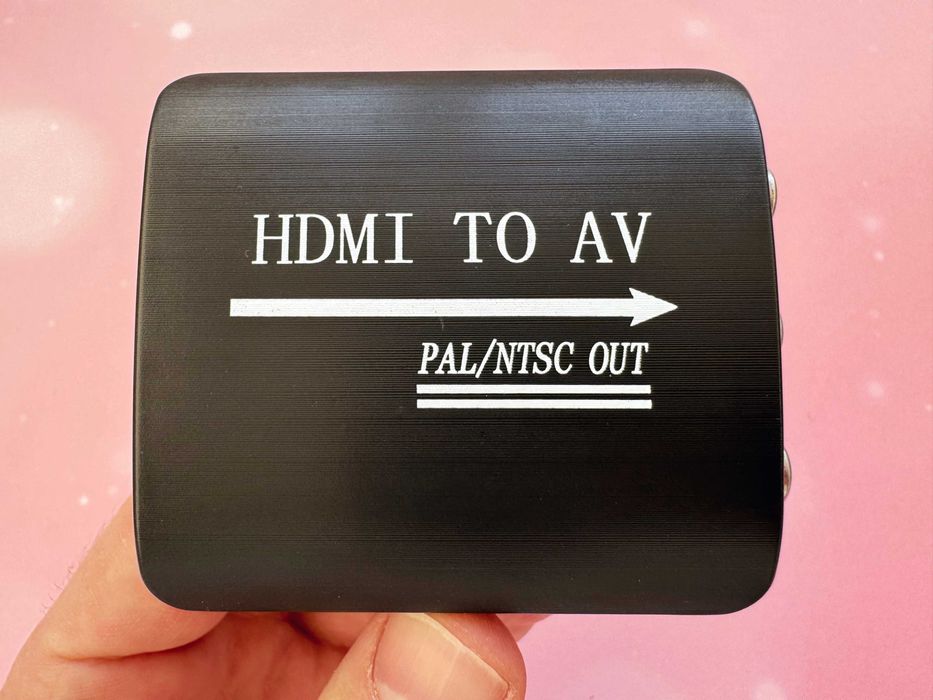 HDMI TO AV
PAL/NTSC OUT